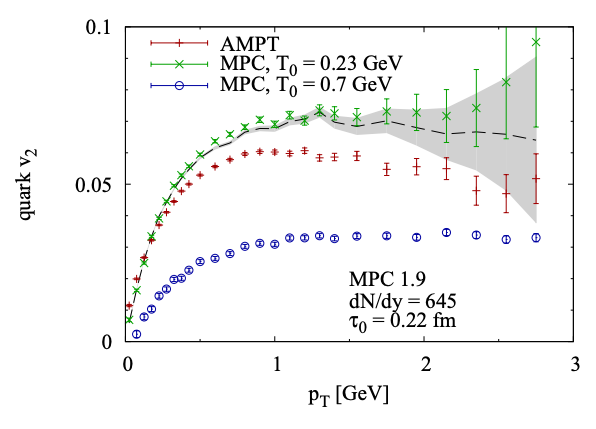 0.1
AMPT
MPC, T₀ = 0.23 GeV
MPC, T₀ = 0.7 GeV
quark v₂
0.05
MPC 1.9
dN/dy = 645
τ₀ = 0.22 fm
0
0 1 2 3
p_T [GeV]